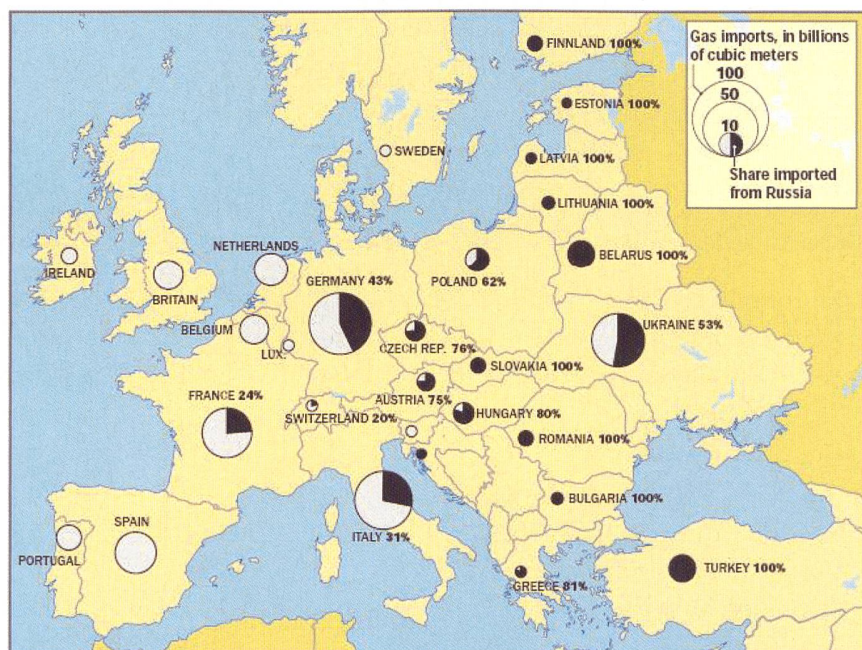 FINNLAND 100%
Gas imports, in billions
of cubic meters
100
50
10
Share imported
from Russia
ESTONIA 100%
SWEDEN
LATVIA 100%
LITHUANIA 100%
NETHERLANDS
IRELAND
BRITAIN
GERMANY 43%
POLAND 62%
BELARUS 100%
BELGIUM
LUX.
CZECH REP. 76%
UKRAINE 53%
SLOVAKIA 100%
FRANCE 24%
AUSTRIA 75%
SWITZERLAND 20%
HUNGARY 80%
ROMANIA 100%
BULGARIA 100%
SPAIN
PORTUGAL
ITALY 31%
GREECE 81%
TURKEY 100%